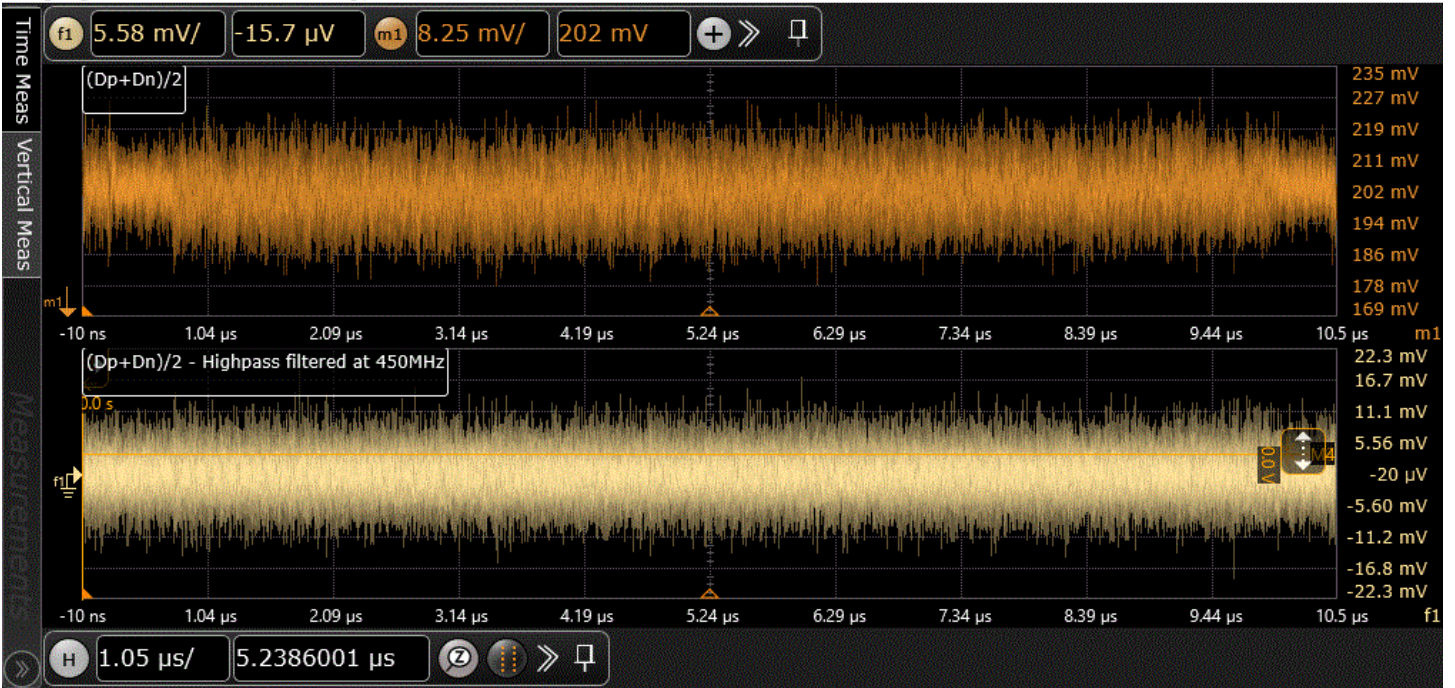 Time Meas
Vertical Meas
Measurements
f1 5.58 mV/ -15.7 µV m1 8.25 mV/ 202 mV
(Dp+Dn)/2
235 mV
227 mV
219 mV
211 mV
202 mV
194 mV
186 mV
178 mV
169 mV
m1
-10 ns 1.04 µs 2.09 µs 3.14 µs 4.19 µs 5.24 µs 6.29 µs 7.34 µs 8.39 µs 9.44 µs 10.5 µs m1
(Dp+Dn)/2 - Highpass filtered at 450MHz
0.0 s
22.3 mV
16.7 mV
11.1 mV
5.56 mV
-20 µV
-5.60 mV
-11.2 mV
-16.8 mV
-22.3 mV
0.0 V
M4
f1
-10 ns 1.04 µs 2.09 µs 3.14 µs 4.19 µs 5.24 µs 6.29 µs 7.34 µs 8.39 µs 9.44 µs 10.5 µs f1
H 1.05 µs/ 5.2386001 µs Z